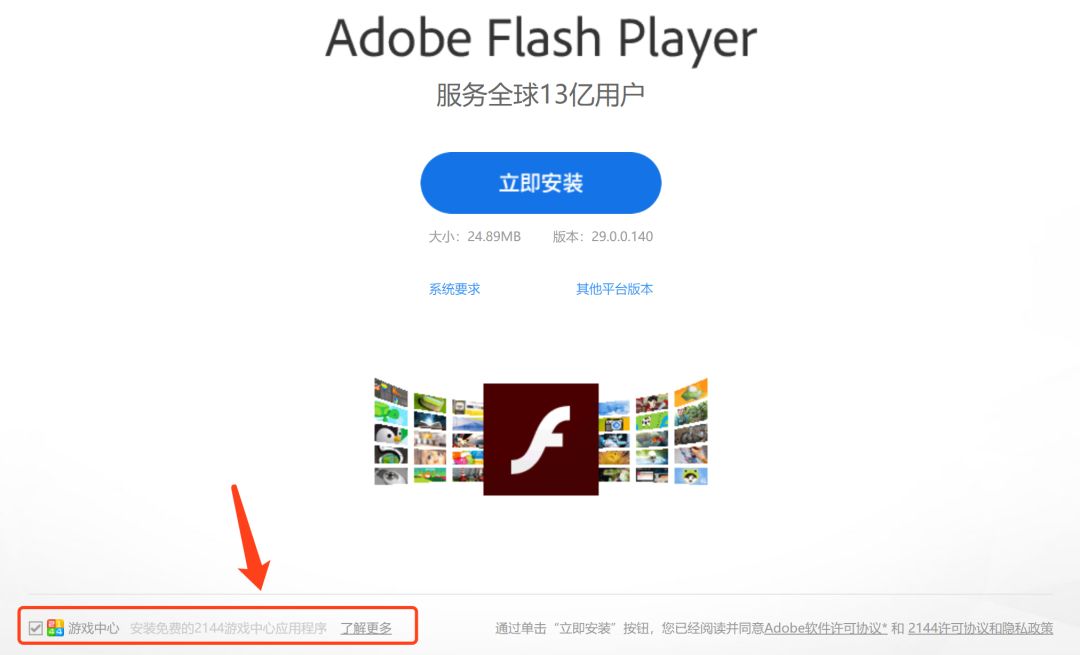 Adobe Flash Player
服务全球13亿用户
立即安装
大小：24.89MB 版本：29.0.0.140
系统要求 其他平台版本
游戏中心 安装免费的2144游戏中心应用程序 了解更多 通过单击“立即安装”按钮，您已经阅读并同意Adobe软件许可协议* 和 2144许可协议和隐私政策